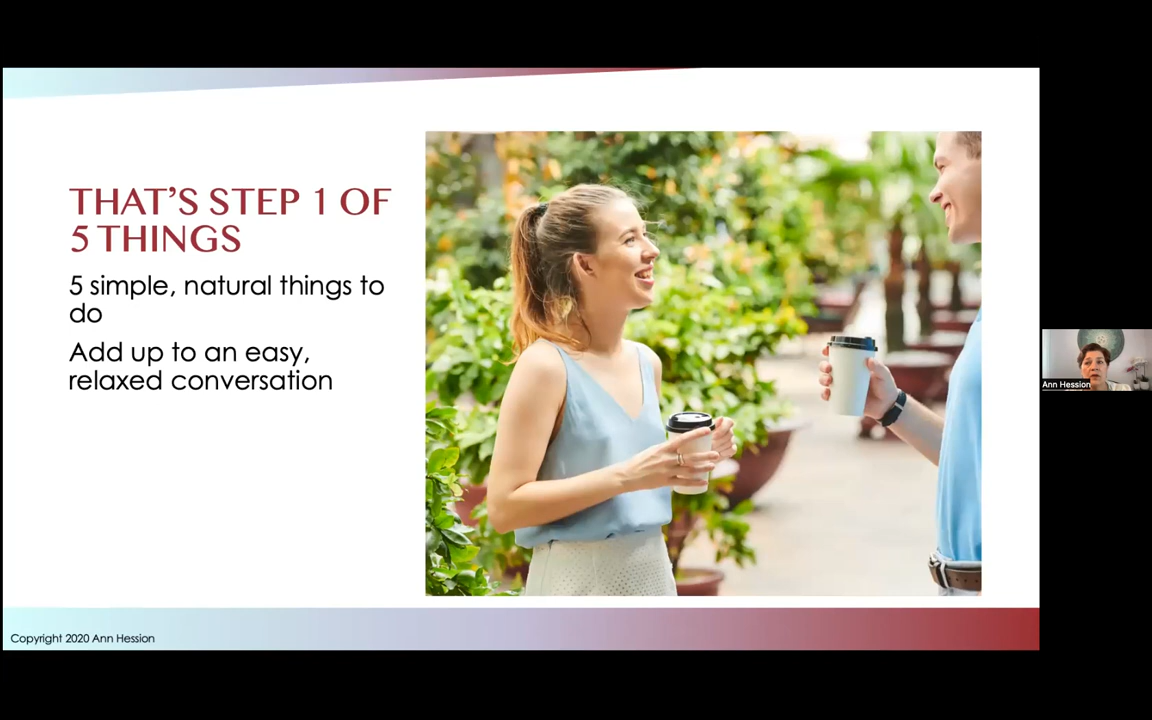 THAT'S STEP 1 OF
5 THINGS
5 simple, natural things to
do
Add up to an easy,
relaxed conversation
Ann Hession
Copyright 2020 Ann Hession